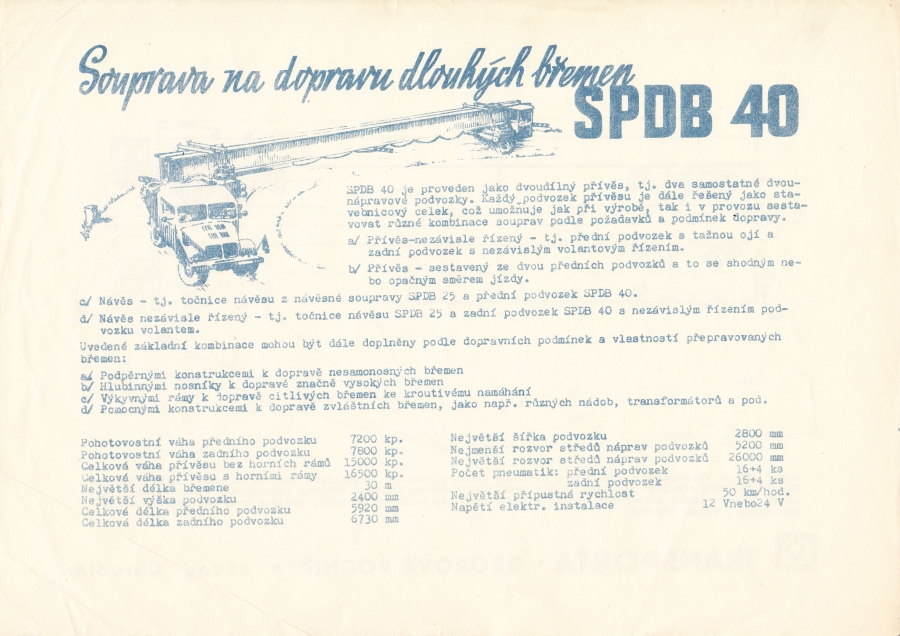 Souprava na dopravu dlouhých břemen
SPDB 40
SPDB 40 je proveden jako dvoudílný přívěs, tj. dva samostatné dvou-
nápravové podvozky. Každý podvozek přívěsu je dále řešený jako sta-
vebnicový celek, což umožnuje jak při výrobě, tak i v provozu sesta-
vovat různé kombinace souprav podle požadavků a podmínek dopravy.
a/ Přívěs-nezávisle řízený - tj. přední podvozek s tažnou ojí a
zadní podvozek s nezávislým volantovým řízením.
b/ Přívěs - sestavený ze dvou předních podvozků a to se shodným ne-
bo opačným směrem jízdy.
c/ Návěs - tj. točnice návěsu z návěsné soupravy SPDB 25 a přední podvozek SPDB 40.
d/ Návěs nezávisle řízený - tj. točnice návěsu SPDB 25 a zadní podvozek SPDB 40 s nezávislým řízením pod-
vozku volantem.
Uvedené základní kombinace mohou být dále doplněny podle dopravních podmínek a vlastností přepravovaných
břemen:
a/ Podpěrnými konstrukcemi k dopravě nesamonosných břemen
b/ Hlubinnými nosníky k dopravě značně vysokých břemen
c/ Výkyvnými rámy k dopravě citlivých břemen ke kroutivému namáhání
d/ Pomocnými konstrukcemi k dopravě zvláštních břemen, jako např. různých nádob, transformátorů a pod.
Pohotovostní váha předního podvozku 7200 kp.
Pohotovostní váha zadního podvozku 7800 kp.
Celková váha přívěsu bez horních rámů 15000 kp.
Celková váha přívěsu s horními rámy 16500 kp.
Největší délka břemene 30 m
Největší výška podvozku 2400 mm
Celková délka předního podvozku 5920 mm
Celková délka zadního podvozku 6730 mm
Největší šířka podvozku 2800 mm
Nejmenší rozvor středů náprav podvozků 5200 mm
Největší rozvor středů náprav podvozků 26000 mm
Počet pneumatik: přední podvozek 16+4 ks
zadní podvozek 16+4 ks
Největší přípustná rychlost 50 km/hod.
Napětí elektr. instalace 12 Vnebo24 V
TRANSPORTA · OBOROVÝ PODNIK - závod Chrudim